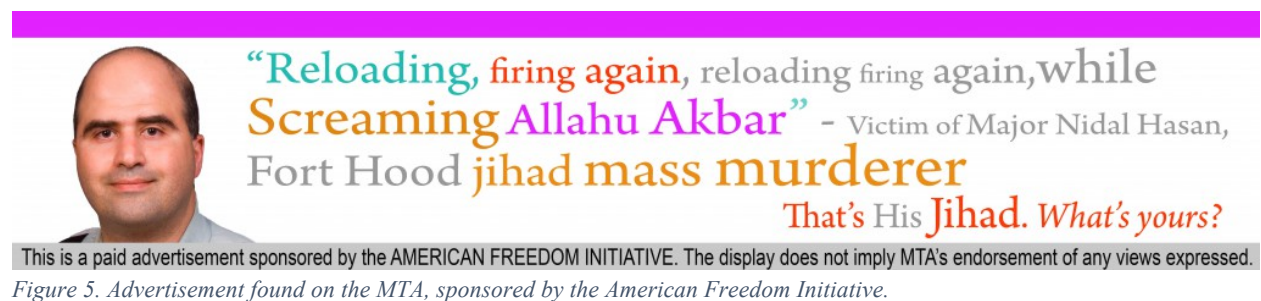 “Reloading, firing again, reloading firing again,while
Screaming Allahu Akbar” - Victim of Major Nidal Hasan,
Fort Hood jihad mass murderer
That’s His Jihad. What’s yours?
This is a paid advertisement sponsored by the AMERICAN FREEDOM INITIATIVE. The display does not imply MTA’s endorsement of any views expressed.
Figure 5. Advertisement found on the MTA, sponsored by the American Freedom Initiative.